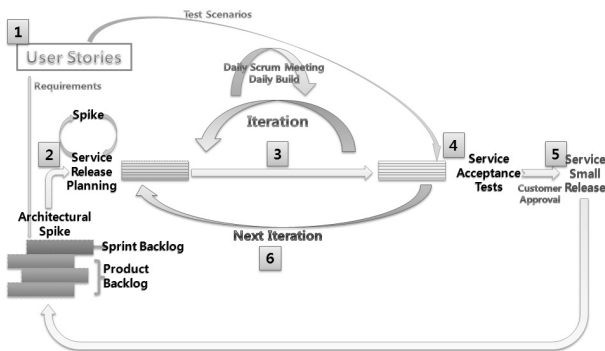 Test Scenarios
1
User Stories
Requirements
Daily Scrum Meeting
Daily Build
Spike
Iteration
2
Service
Release
Planning
3
4
Service
Acceptance
Tests
5
Service
Small
Release
Customer
Approval
Architectural
Spike
Next Iteration
6
Sprint Backlog
Product
Backlog